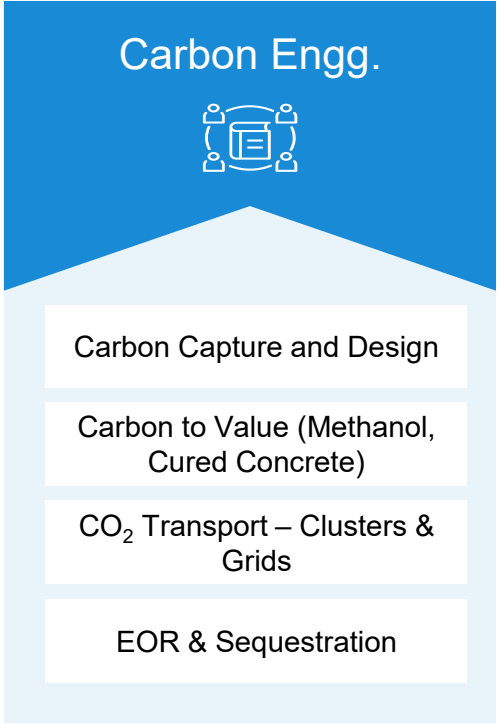 Carbon Engg.
Carbon Capture and Design
Carbon to Value (Methanol,
Cured Concrete)
CO₂ Transport – Clusters &
Grids
EOR & Sequestration